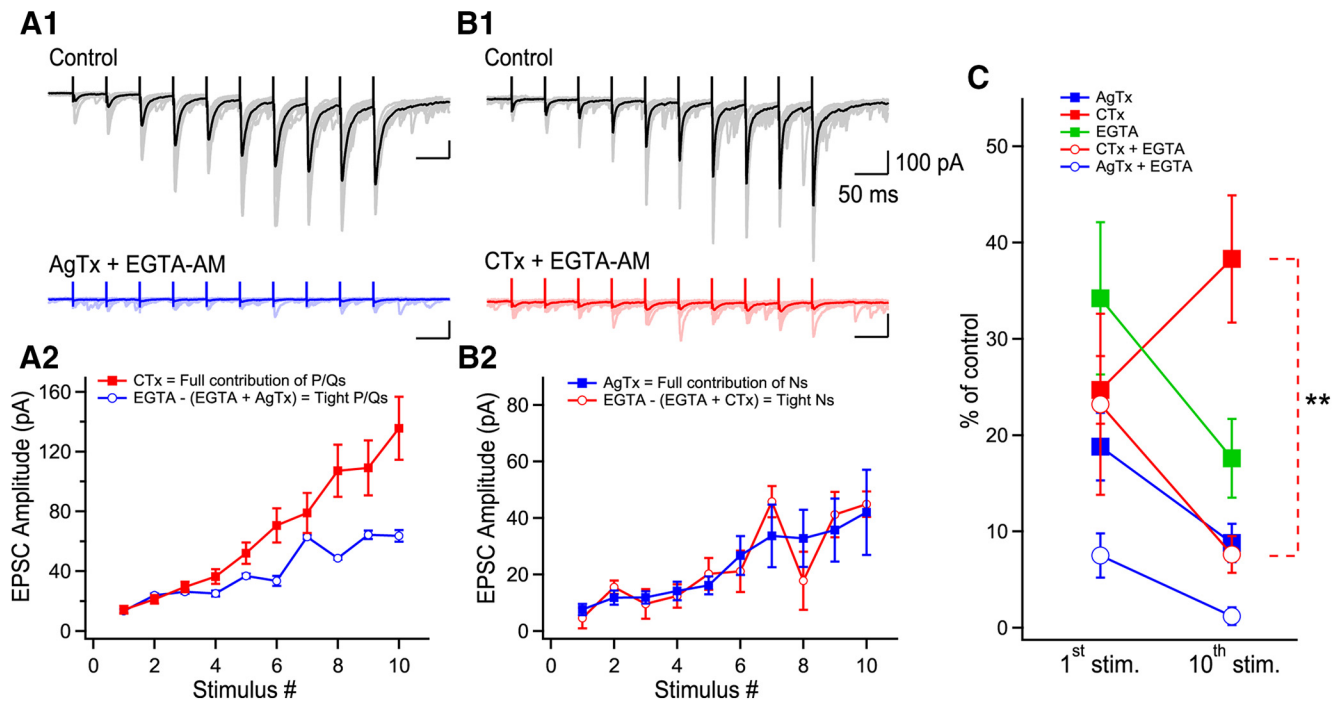 A1
Control
AgTx + EGTA-AM
B1
Control
100 pA
50 ms
CTx + EGTA-AM
A2
CTx = Full contribution of P/Qs
EGTA - (EGTA + AgTx) = Tight P/Qs
EPSC Amplitude (pA)
160
120
80
40
0
0 2 4 6 8 10
Stimulus #
B2
AgTx = Full contribution of Ns
EGTA - (EGTA + CTx) = Tight Ns
EPSC Amplitude (pA)
80
60
40
20
0
0 2 4 6 8 10
Stimulus #
C
AgTx
CTx
EGTA
CTx + EGTA
AgTx + EGTA
% of control
50
40
30
20
10
0
**
1st stim. 10th stim.